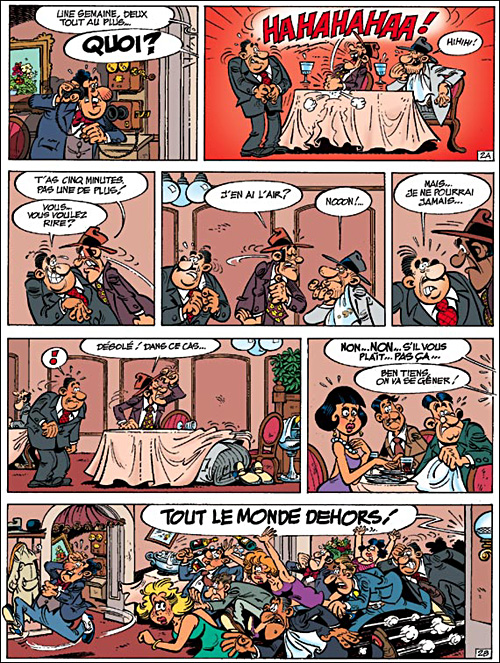 UNE SEMAINE, DEUX
TOUT AU PLUS...
QUOI?
HAHAHAHAA!
HIHIHI!
2A
T'AS CINQ MINUTES,
PAS UNE DE PLUS!
VOUS...
VOUS VOULEZ
RIRE?
J'EN AI L'AIR?
NOOON!...
MAIS...
JE NE POURRAI
JAMAIS...
!
DÉSOLÉ! DANS CE CAS...
NON... NON... S'IL VOUS
PLAÎT... PAS ÇA...
BEN TIENS,
ON VA SE GÊNER!
TOUT LE MONDE DEHORS!
2B